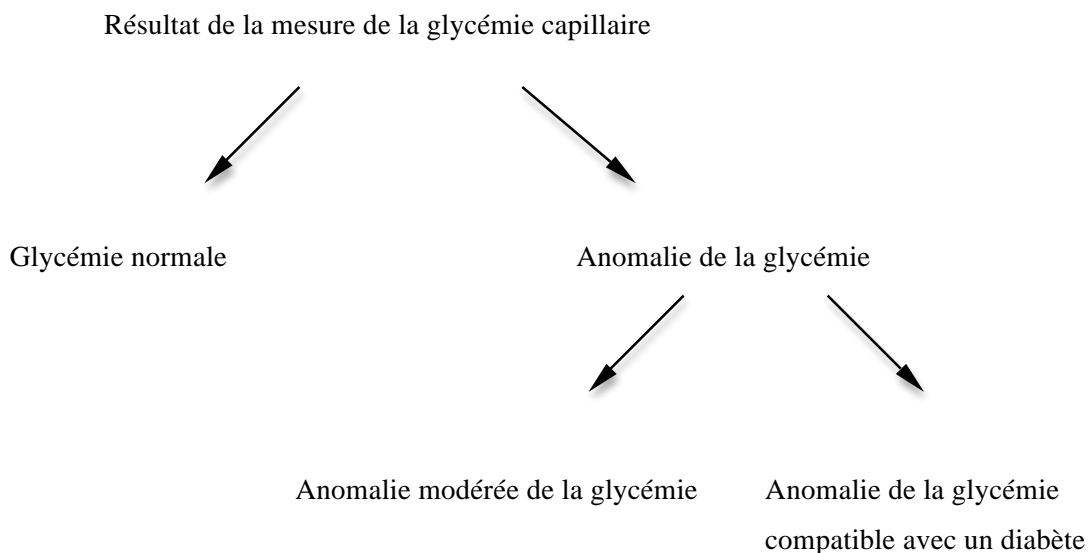 Résultat de la mesure de la glycémie capillaire
Glycémie normale
Anomalie de la glycémie
Anomalie modérée de la glycémie
Anomalie de la glycémie
compatible avec un diabète